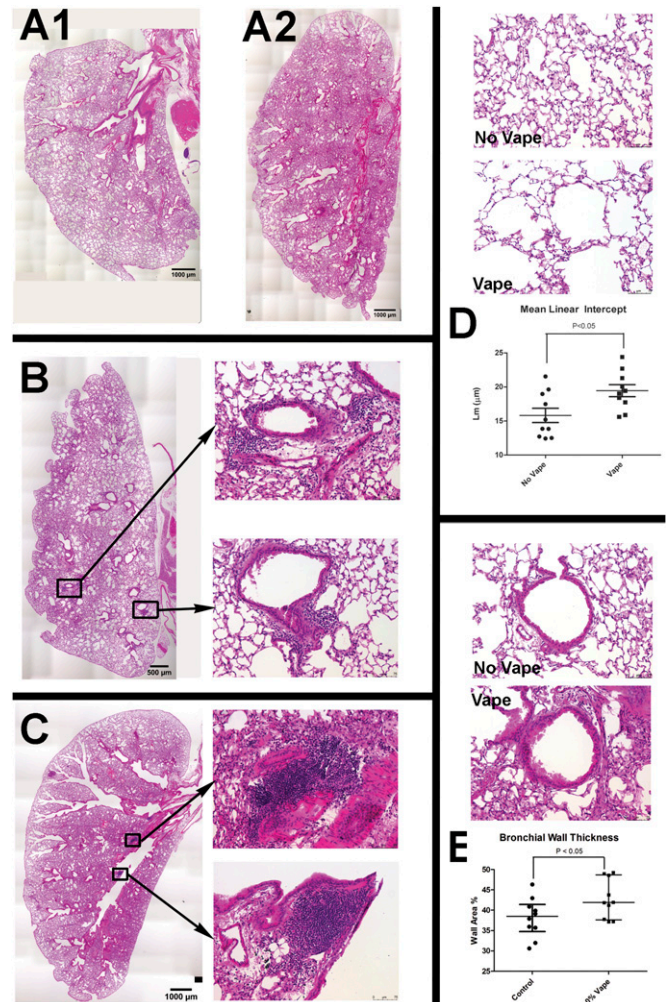 A1
A2
1000 µm
1000 µm
B
500 µm
C
1000 µm
No Vape
Vape
D
Mean Linear Intercept
P<0.05
Lm (µm)
25
20
15
10
No Vape
Vape
No Vape
Vape
E
Bronchial Wall Thickness
P < 0.05
Wall Area %
50
45
40
35
30
25
Control
0% Vape